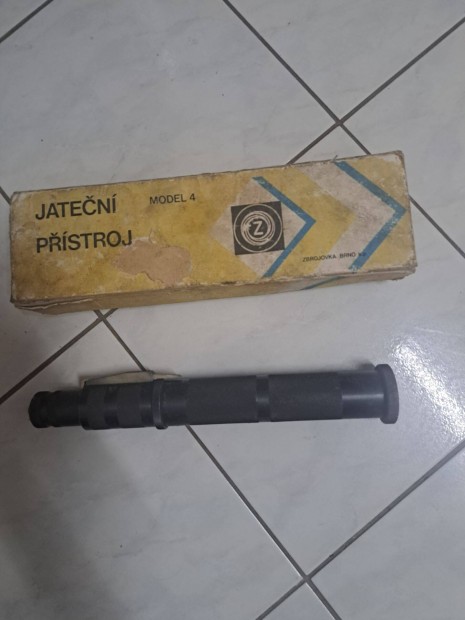 JATEČNÍ MODEL 4
PŘÍSTROJ
Z
ZBROJOVKA BRNO n.p.